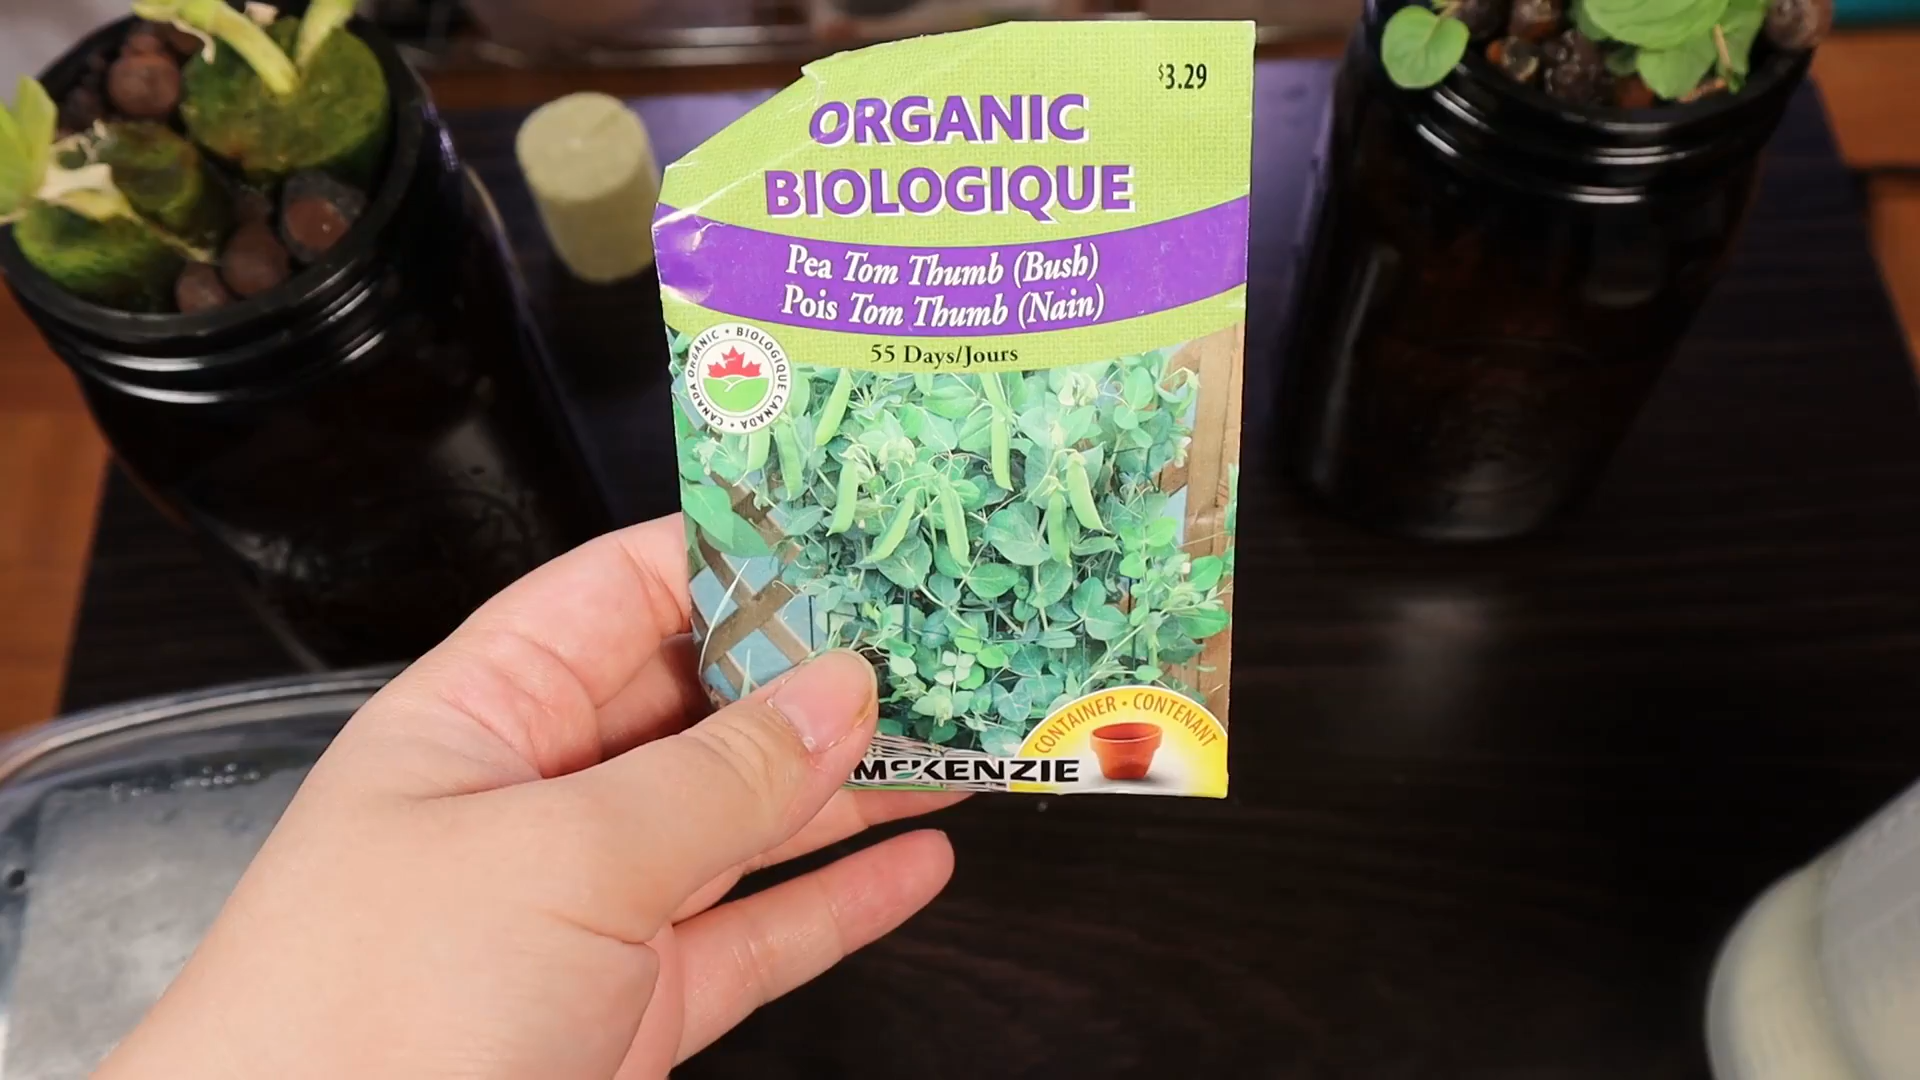 $3.29
ORGANIC
BIOLOGIQUE
Pea Tom Thumb (Bush)
Pois Tom Thumb (Nain)
55 Days/Jours
CANADA ORGANIC • BIOLOGIQUE CANADA •
CONTAINER • CONTENANT
McKENZIE